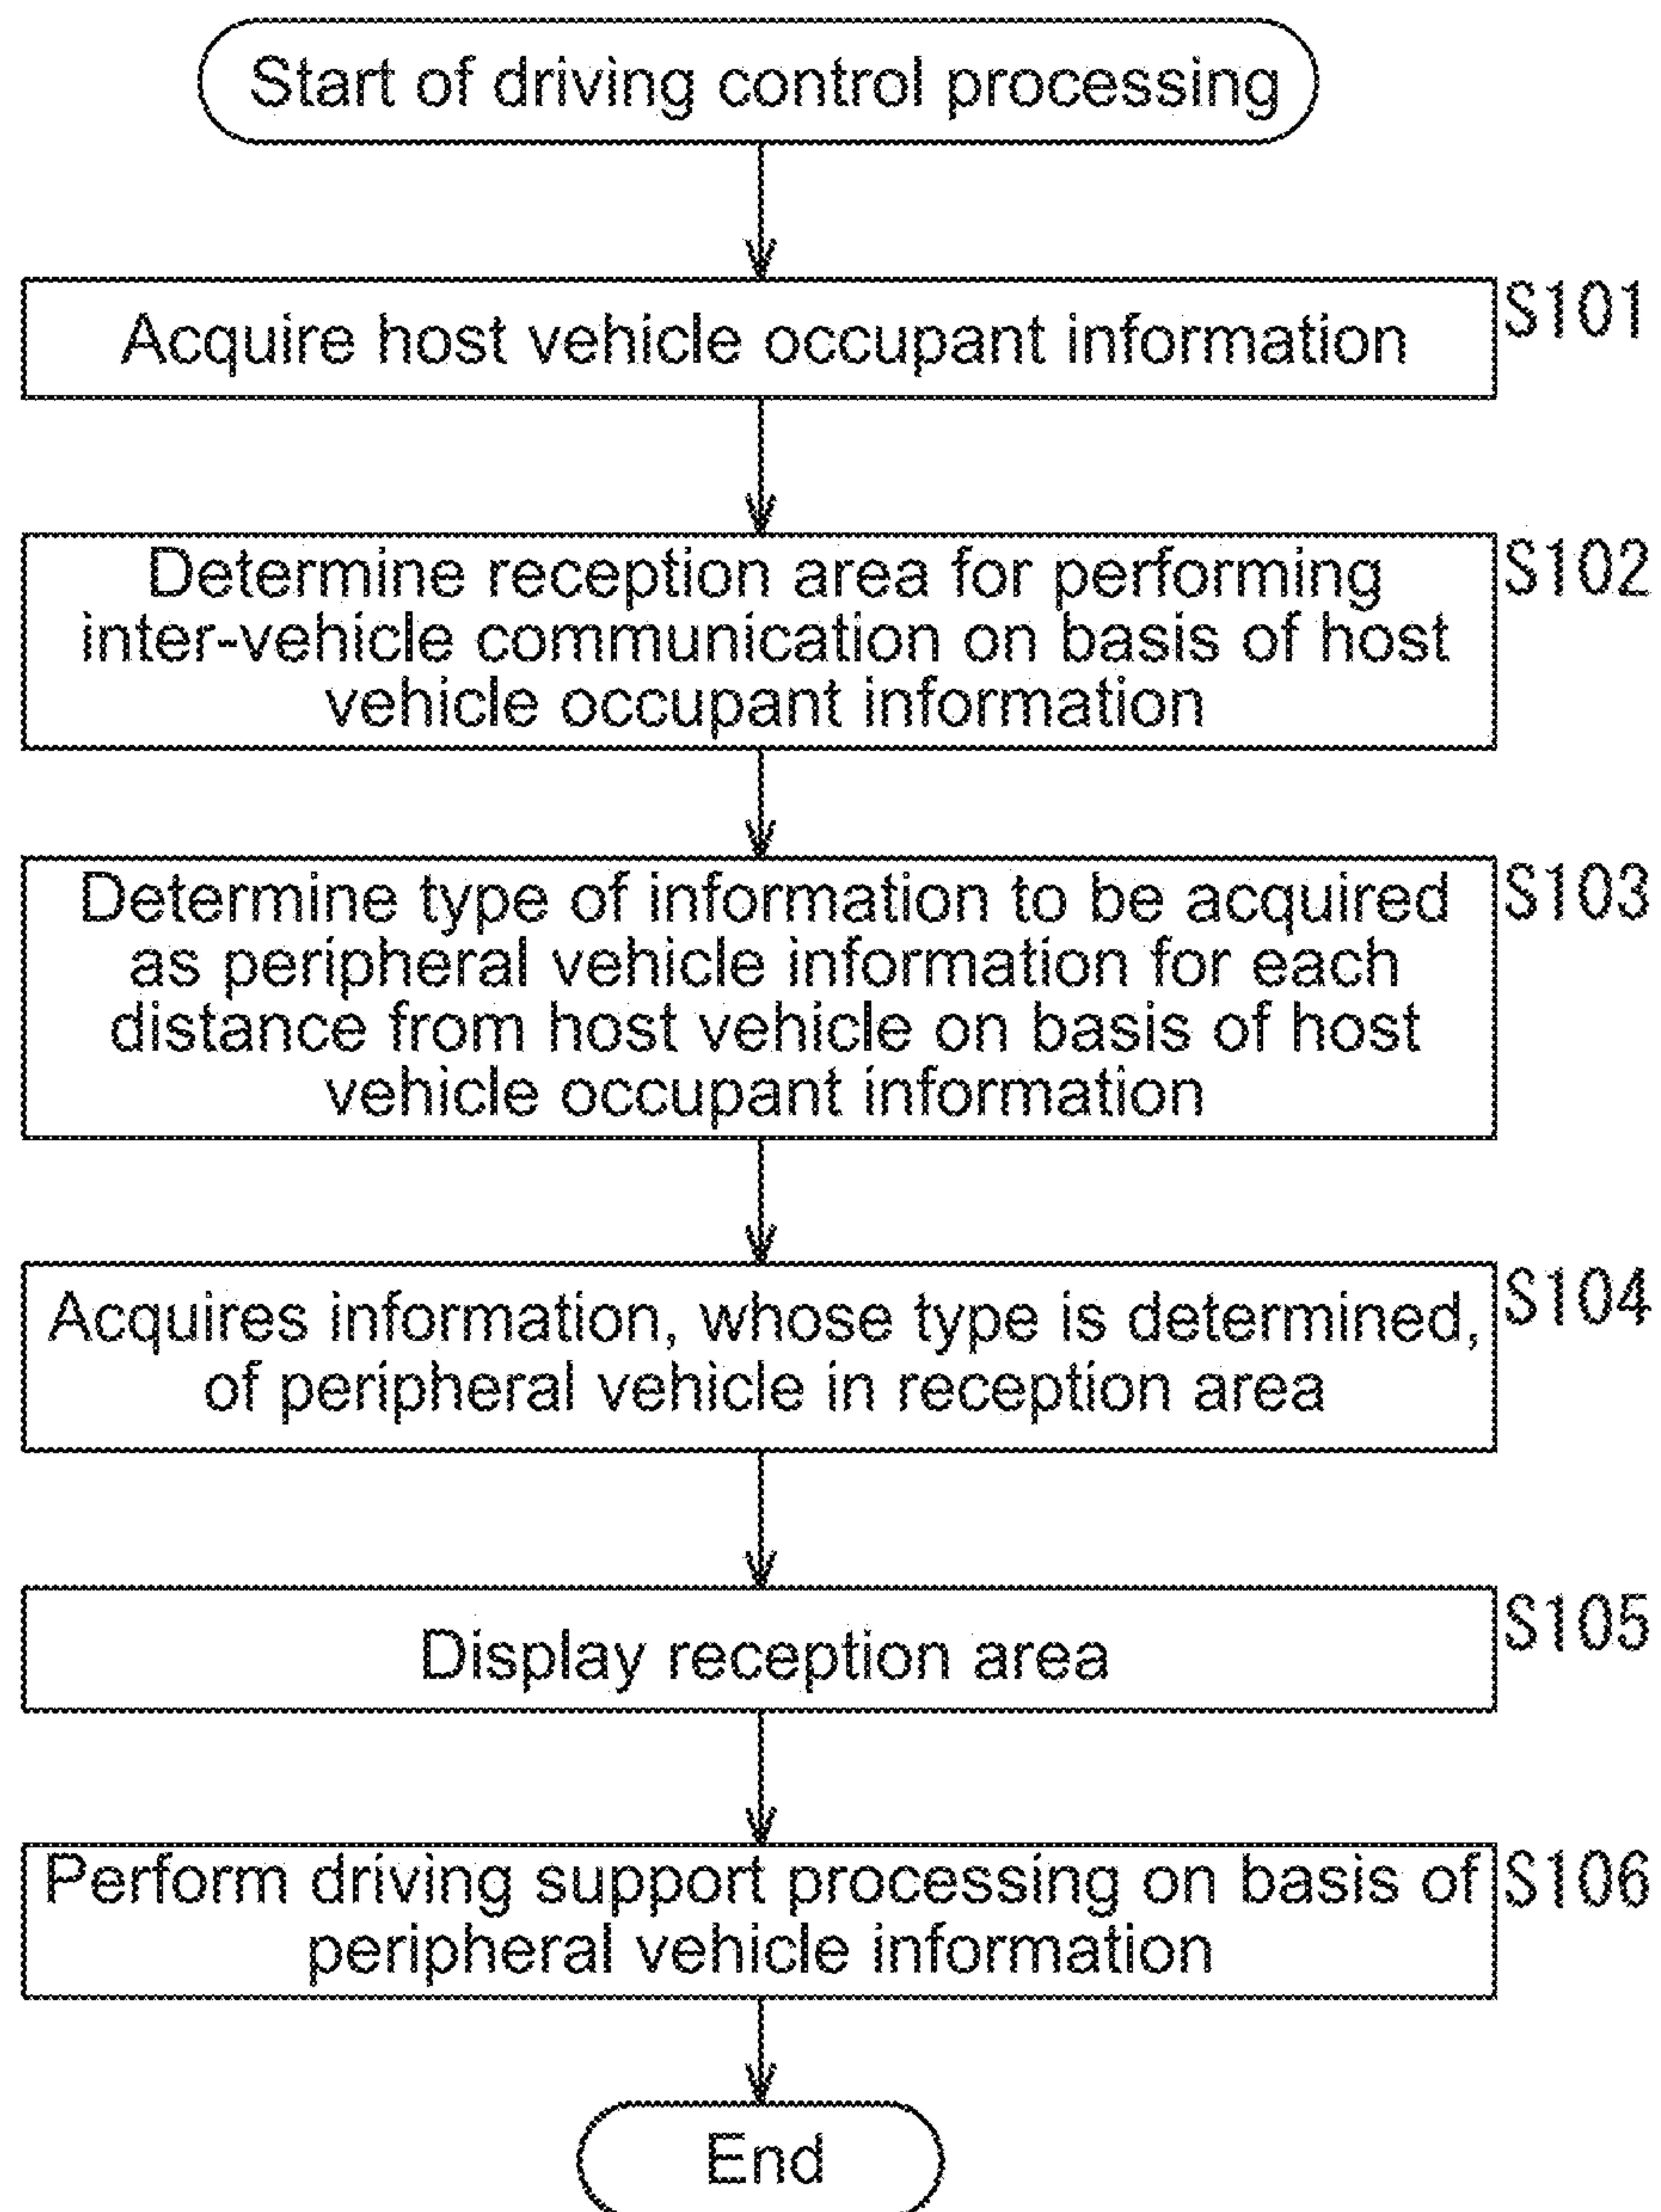 Start of driving control processing
Acquire host vehicle occupant information
S101
Determine reception area for performing
inter-vehicle communication on basis of host
vehicle occupant information
S102
Determine type of information to be acquired
as peripheral vehicle information for each
distance from host vehicle on basis of host
vehicle occupant information
S103
Acquires information, whose type is determined,
of peripheral vehicle in reception area
S104
Display reception area
S105
Perform driving support processing on basis of
peripheral vehicle information
S106
End